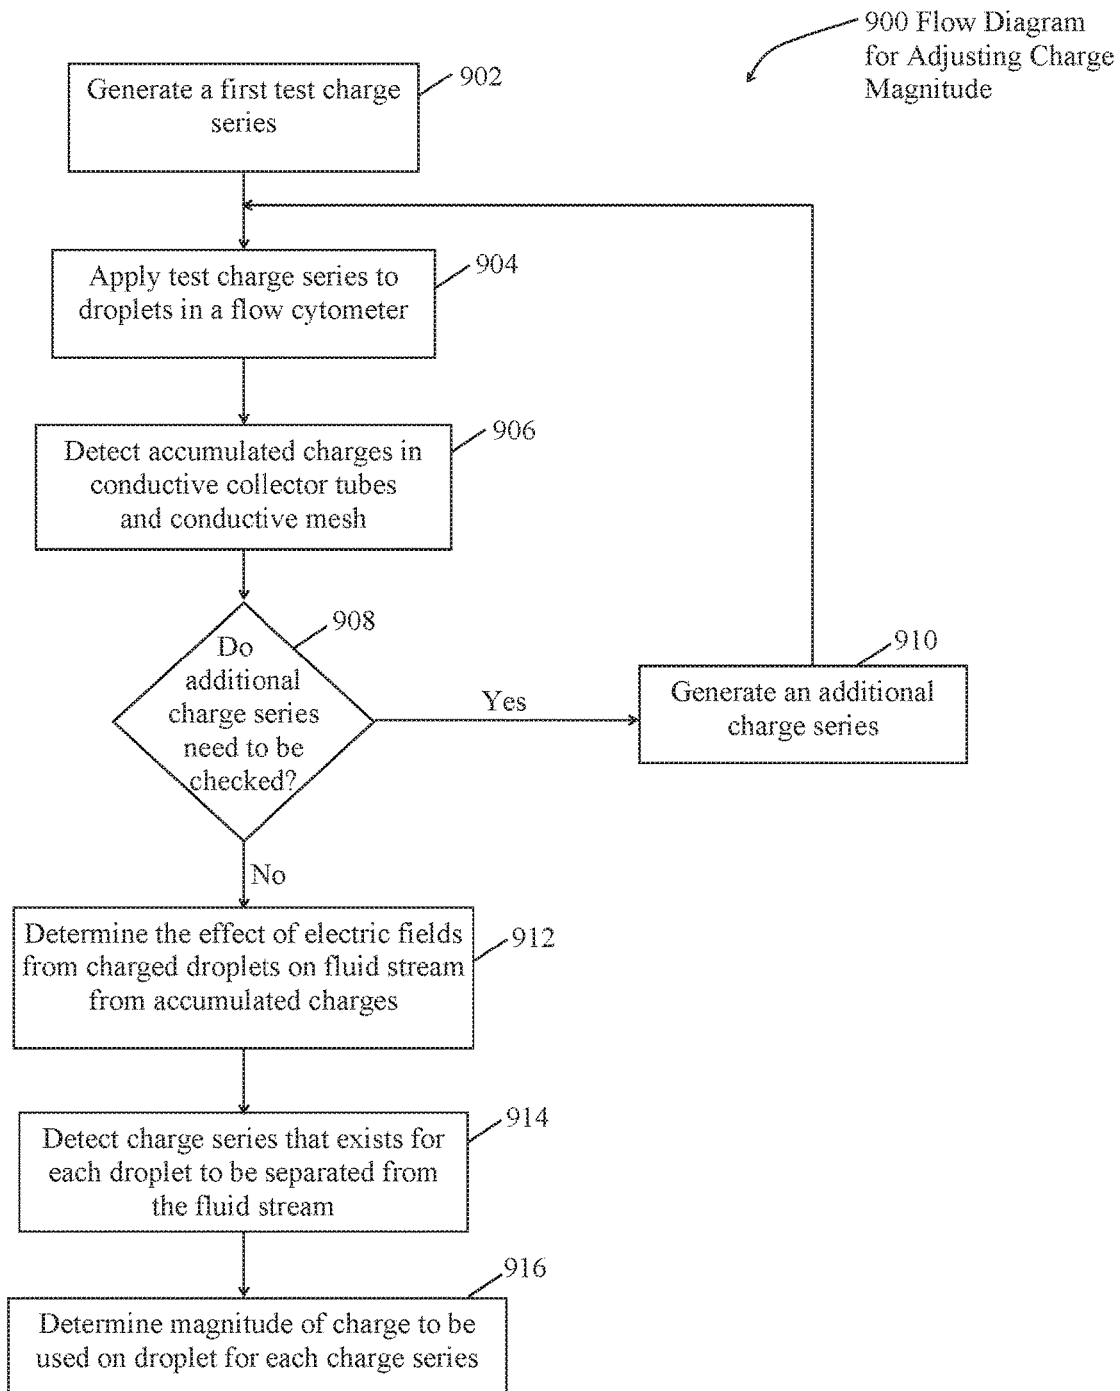 900 Flow Diagram
for Adjusting Charge
Magnitude
902
Generate a first test charge
series
904
Apply test charge series to
droplets in a flow cytometer
906
Detect accumulated charges in
conductive collector tubes
and conductive mesh
908
Do
additional
charge series
need to be
checked?
Yes
910
Generate an additional
charge series
No
912
Determine the effect of electric fields
from charged droplets on fluid stream
from accumulated charges
914
Detect charge series that exists for
each droplet to be separated from
the fluid stream
916
Determine magnitude of charge to be
used on droplet for each charge series